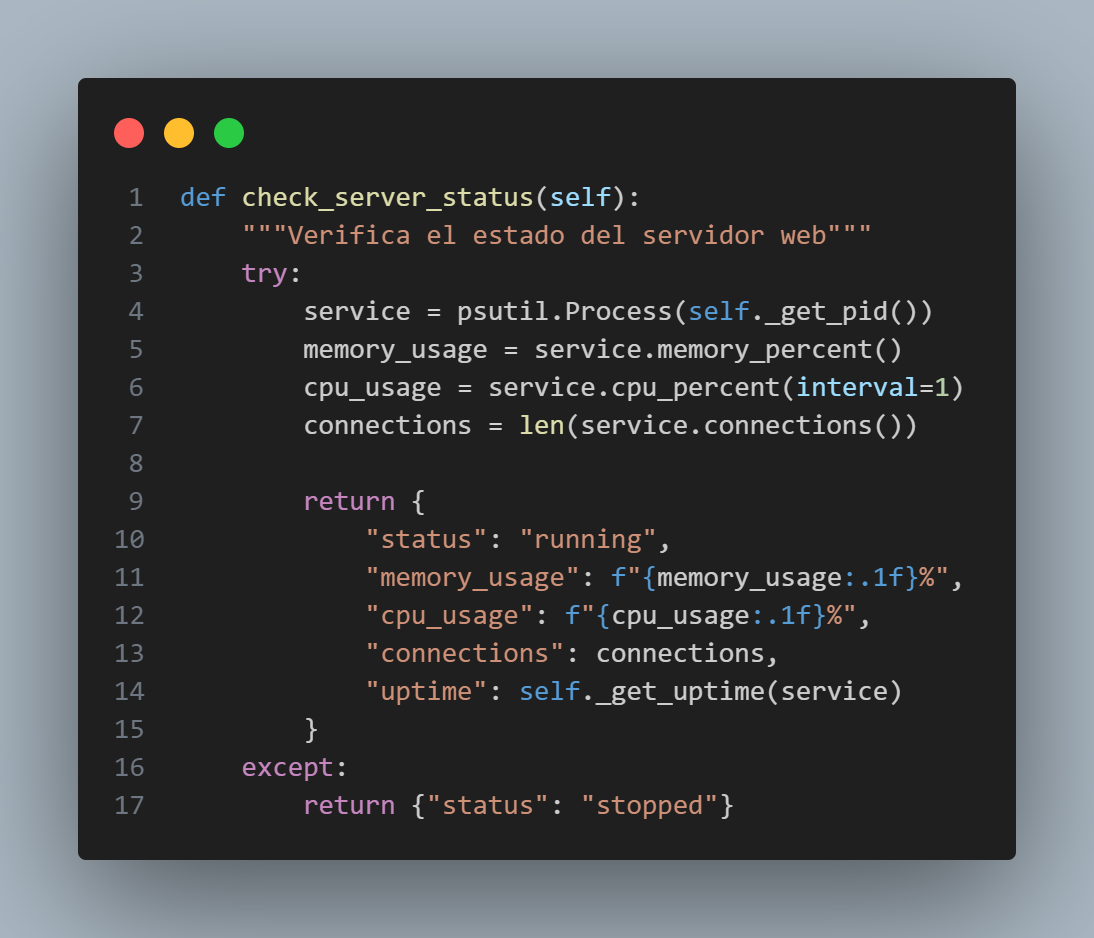 1 def check_server_status(self):
2     """Verifica el estado del servidor web"""
3     try:
4         service = psutil.Process(self._get_pid())
5         memory_usage = service.memory_percent()
6         cpu_usage = service.cpu_percent(interval=1)
7         connections = len(service.connections())
8
9         return {
10             "status": "running",
11             "memory_usage": f"{memory_usage:.1f}%",
12             "cpu_usage": f"{cpu_usage:.1f}%",
13             "connections": connections,
14             "uptime": self._get_uptime(service)
15         }
16     except:
17         return {"status": "stopped"}